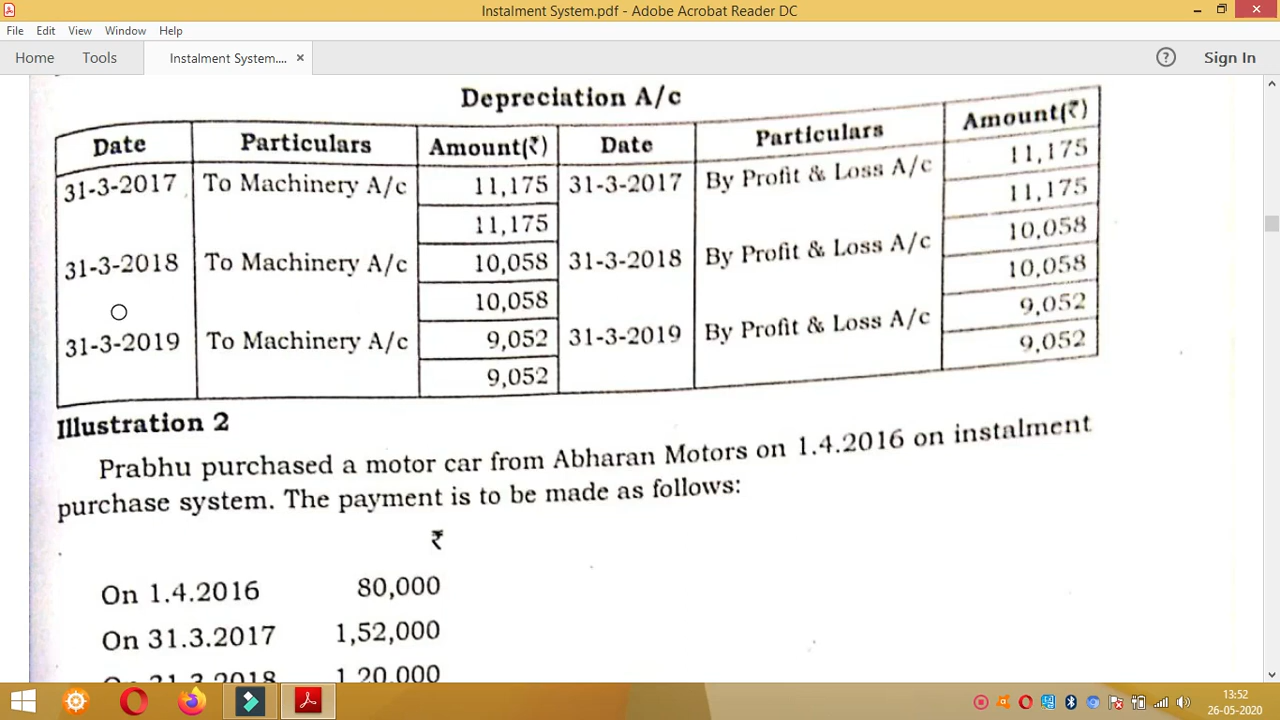 Instalment System.pdf - Adobe Acrobat Reader DC
File Edit View Window Help
Home Tools Instalment System.... × ? Sign In
Depreciation A/c
Date Particulars Amount(₹) Date Particulars Amount(₹)
31-3-2017 To Machinery A/c 11,175 31-3-2017 By Profit & Loss A/c 11,175
11,175 11,175
31-3-2018 To Machinery A/c 10,058 31-3-2018 By Profit & Loss A/c 10,058
10,058 10,058
31-3-2019 To Machinery A/c 9,052 31-3-2019 By Profit & Loss A/c 9,052
9,052 9,052
Illustration 2
Prabhu purchased a motor car from Abharan Motors on 1.4.2016 on instalment
purchase system. The payment is to be made as follows:
₹
On 1.4.2016 80,000
On 31.3.2017 1,52,000
On 31.3.2018 1,20,000
13:52
26-05-2020